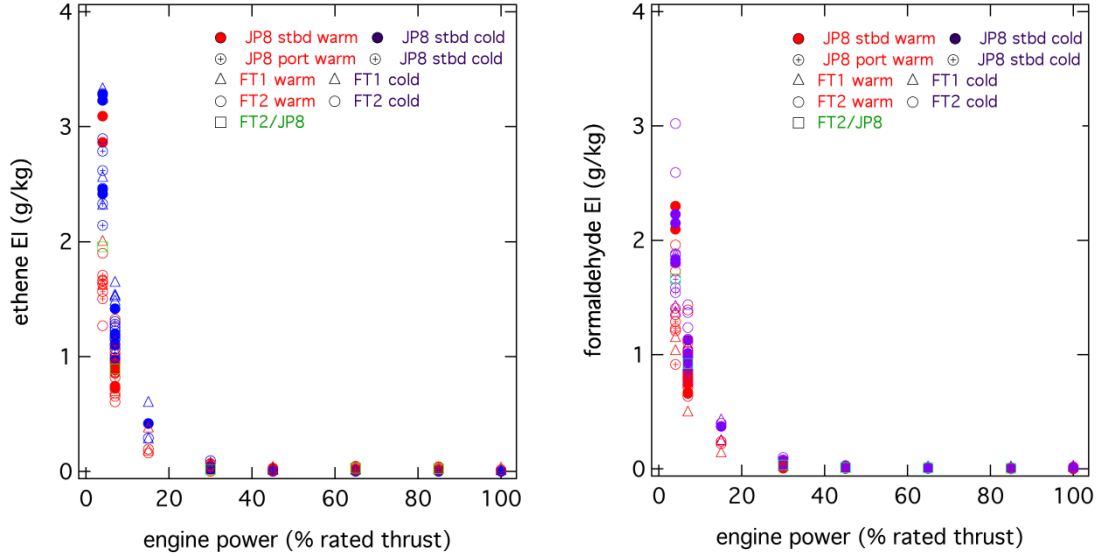 4
JP8 stbd warm JP8 stbd cold
JP8 port warm JP8 stbd cold
FT1 warm FT1 cold
FT2 warm FT2 cold
FT2/JP8
3
2
1
0
ethene EI (g/kg)
0 20 40 60 80 100
engine power (% rated thrust)
4
JP8 stbd warm JP8 stbd cold
JP8 port warm JP8 stbd cold
FT1 warm FT1 cold
FT2 warm FT2 cold
FT2/JP8
3
2
1
0
formaldehyde EI (g/kg)
0 20 40 60 80 100
engine power (% rated thrust)